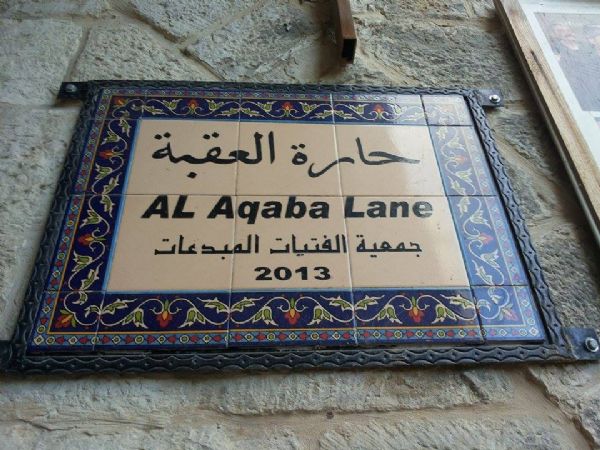 حارة العقبة
AL Aqaba Lane
جمعية الفتيات المبدعات
2013